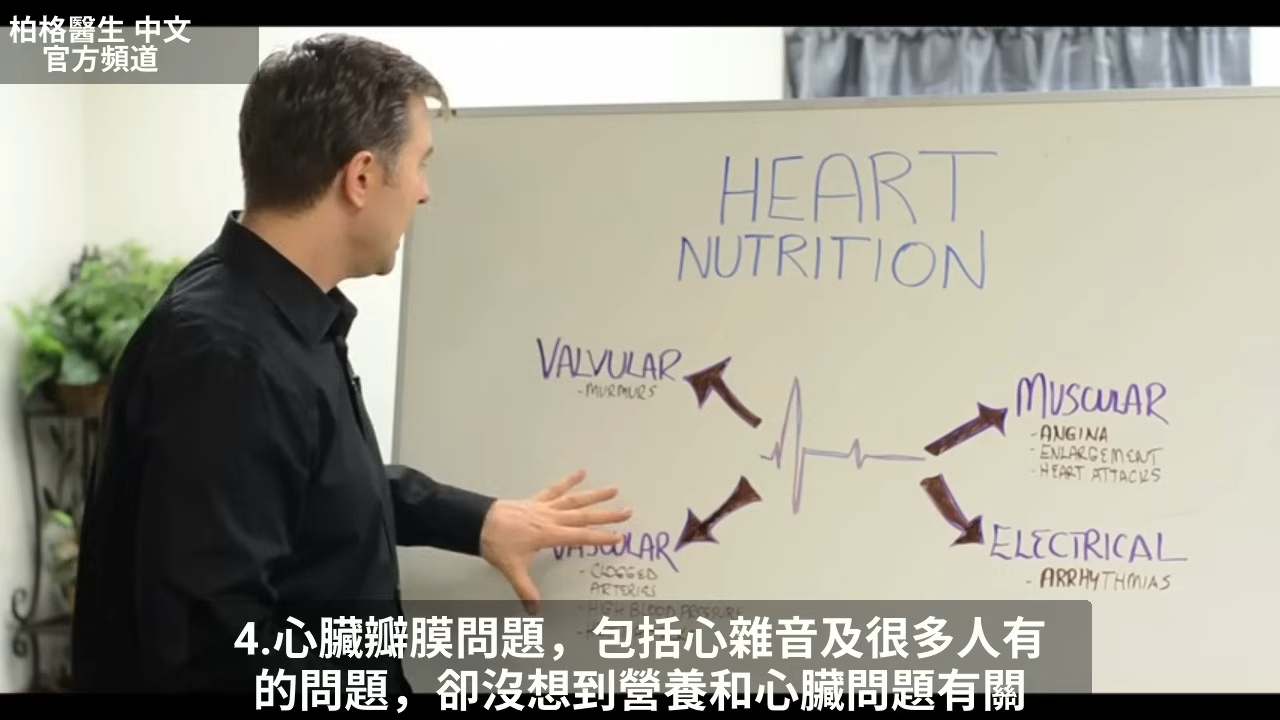 柏格醫生 中文
官方頻道
HEART
NUTRITION
VALVULAR
-MURMURS
MUSCULAR
-ANGINA
-ENLARGEMENT
-HEART ATTACKS
VASCULAR
-CLOGGED
ARTERIES
-HIGH BLOOD PRESSURE
ELECTRICAL
-ARRHYTHMIAS
4.心臟瓣膜問題，包括心雜音及很多人有
的問題，卻沒想到營養和心臟問題有關